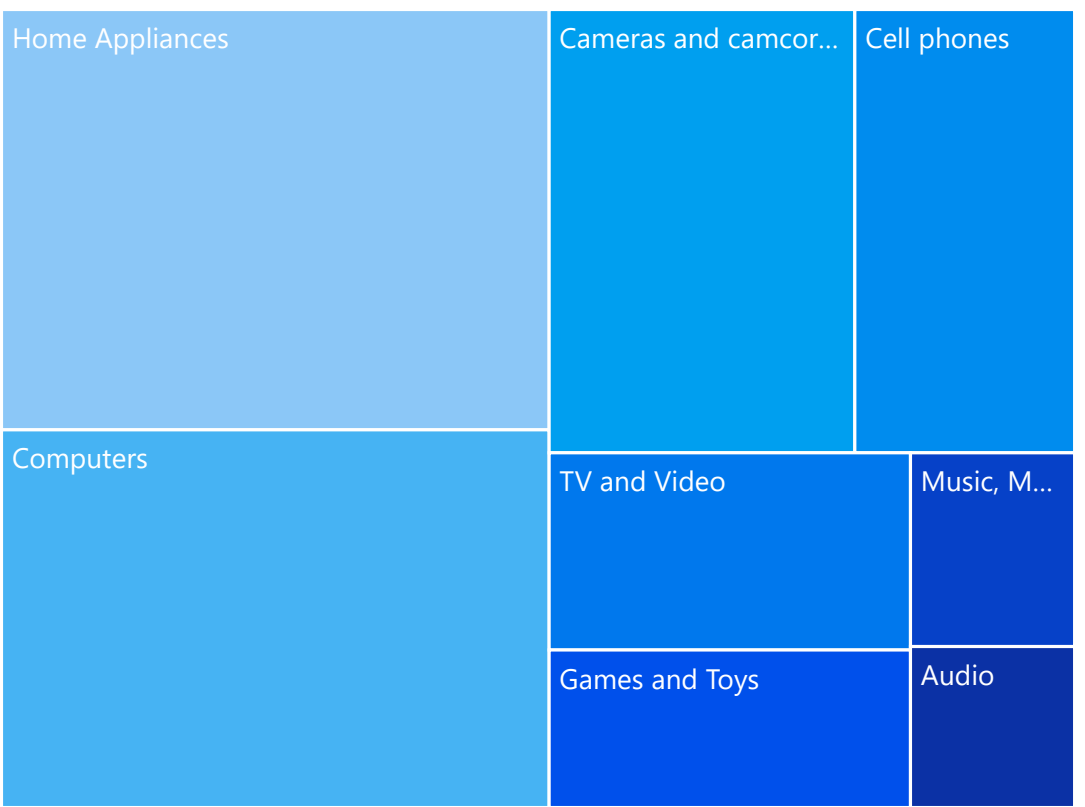 Home Appliances
Cameras and camcor...
Cell phones
Computers
TV and Video
Music, M...
Games and Toys
Audio